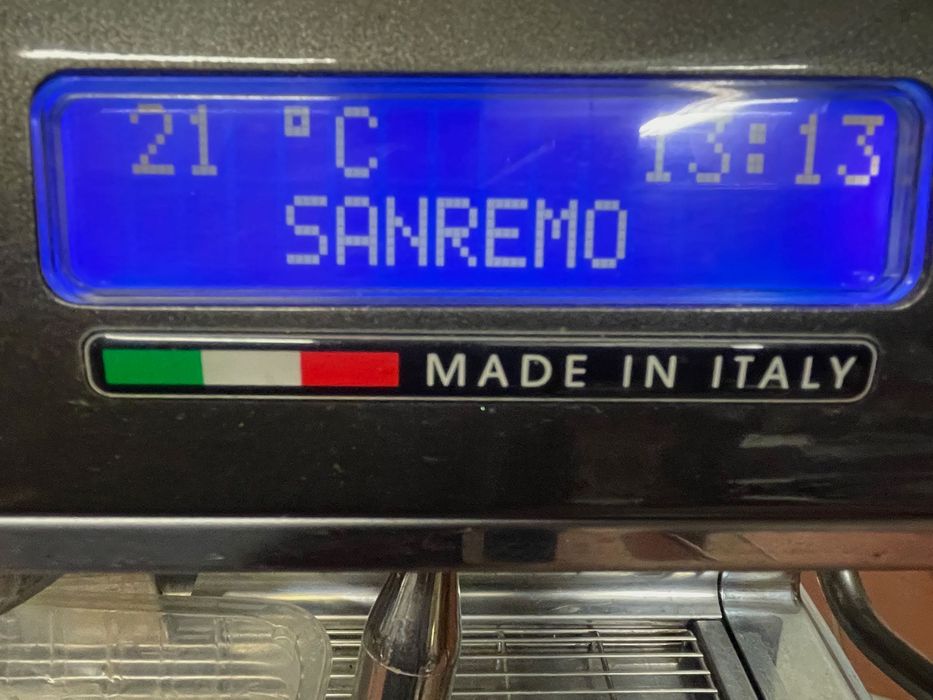 21 °C 13:13
SANREMO
MADE IN ITALY